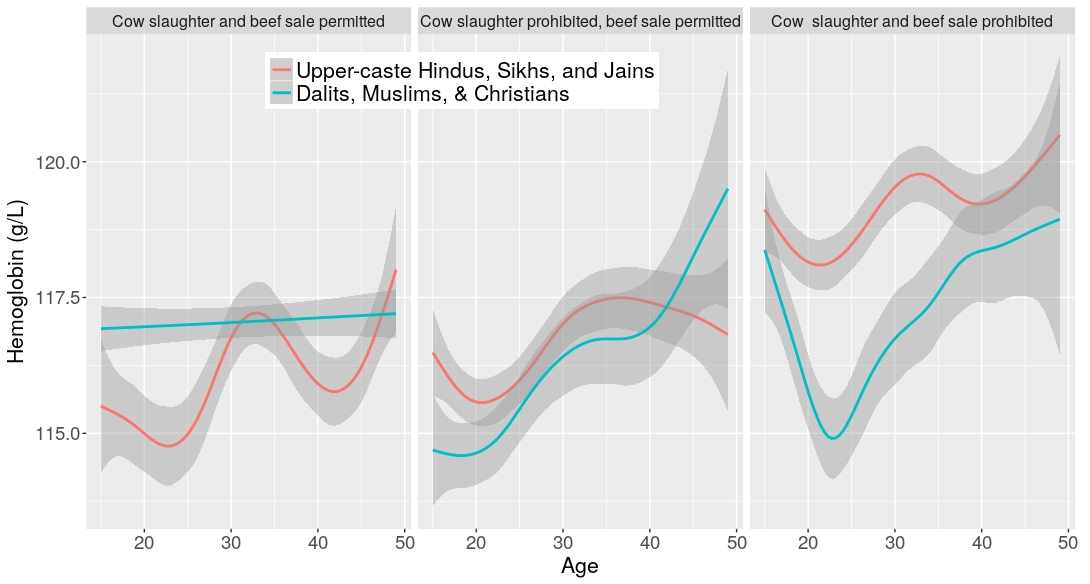 Cow slaughter and beef sale permitted
Cow slaughter prohibited, beef sale permitted
Cow  slaughter and beef sale prohibited
Upper-caste Hindus, Sikhs, and Jains
Dalits, Muslims, & Christians
Hemoglobin (g/L)
120.0
117.5
115.0
20 30 40 50
20 30 40 50
20 30 40 50
Age